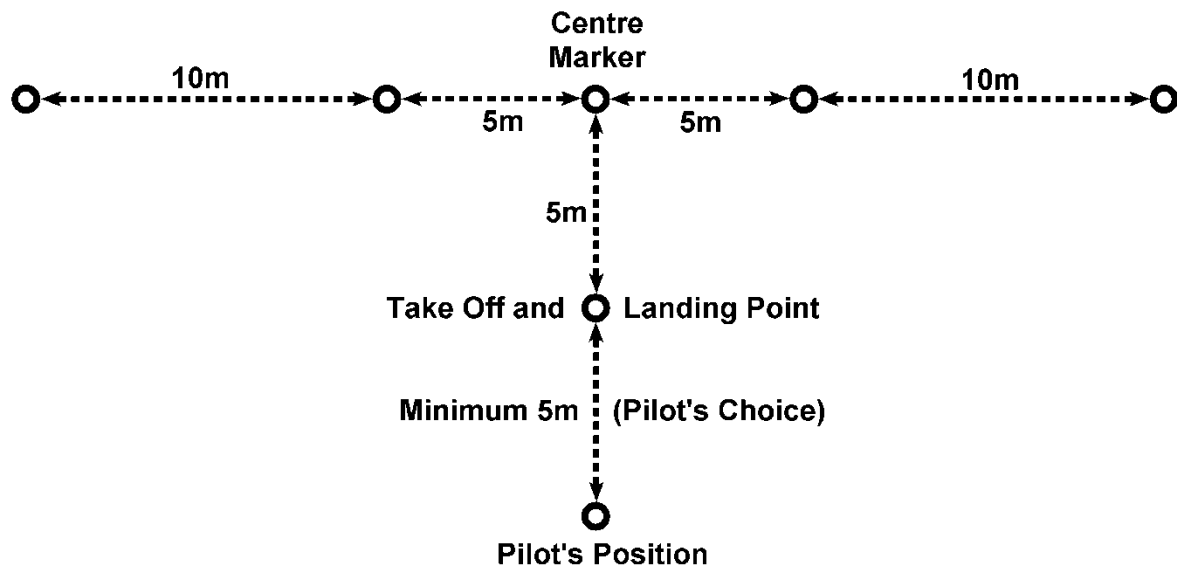 Centre
Marker
10m
10m
5m
5m
5m
Take Off and Landing Point
Minimum 5m (Pilot's Choice)
Pilot's Position